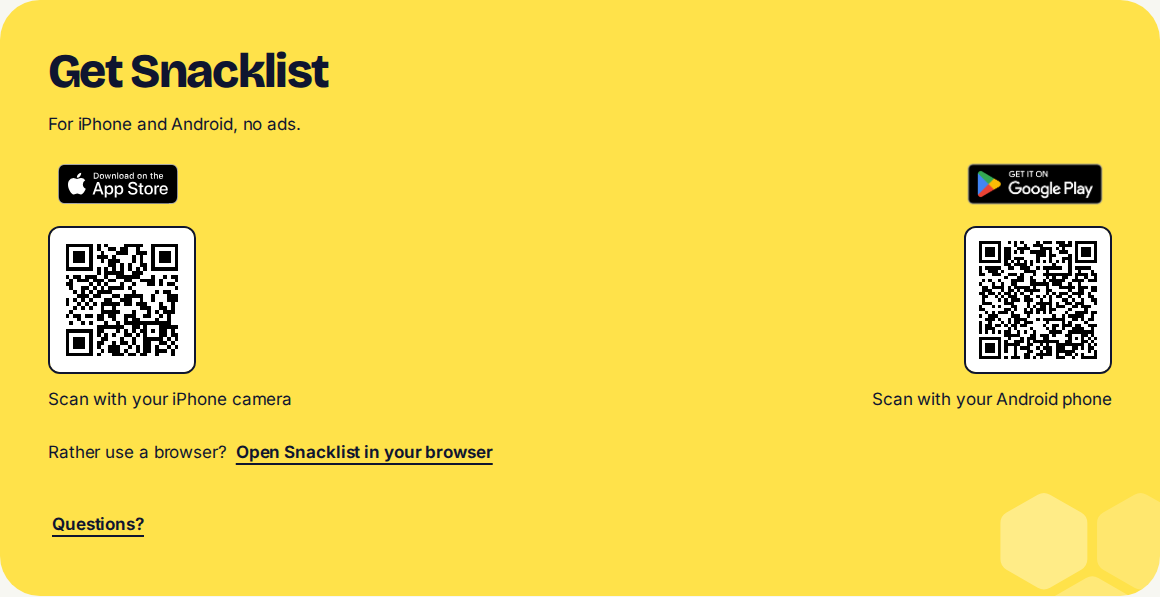 Get Snacklist
For iPhone and Android, no ads.
Download on the
App Store
GET IT ON
Google Play
Scan with your iPhone camera
Scan with your Android phone
Rather use a browser? Open Snacklist in your browser
Questions?